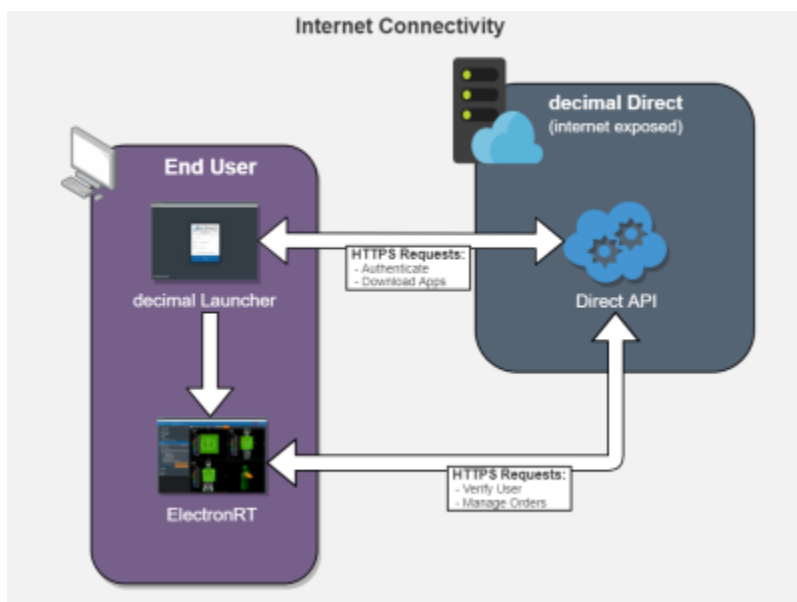 Internet Connectivity
decimal Direct
(internet exposed)
End User
HTTPS Requests:
- Authenticate
- Download Apps
decimal Launcher
Direct API
HTTPS Requests:
- Verify User
- Manage Orders
ElectronRT